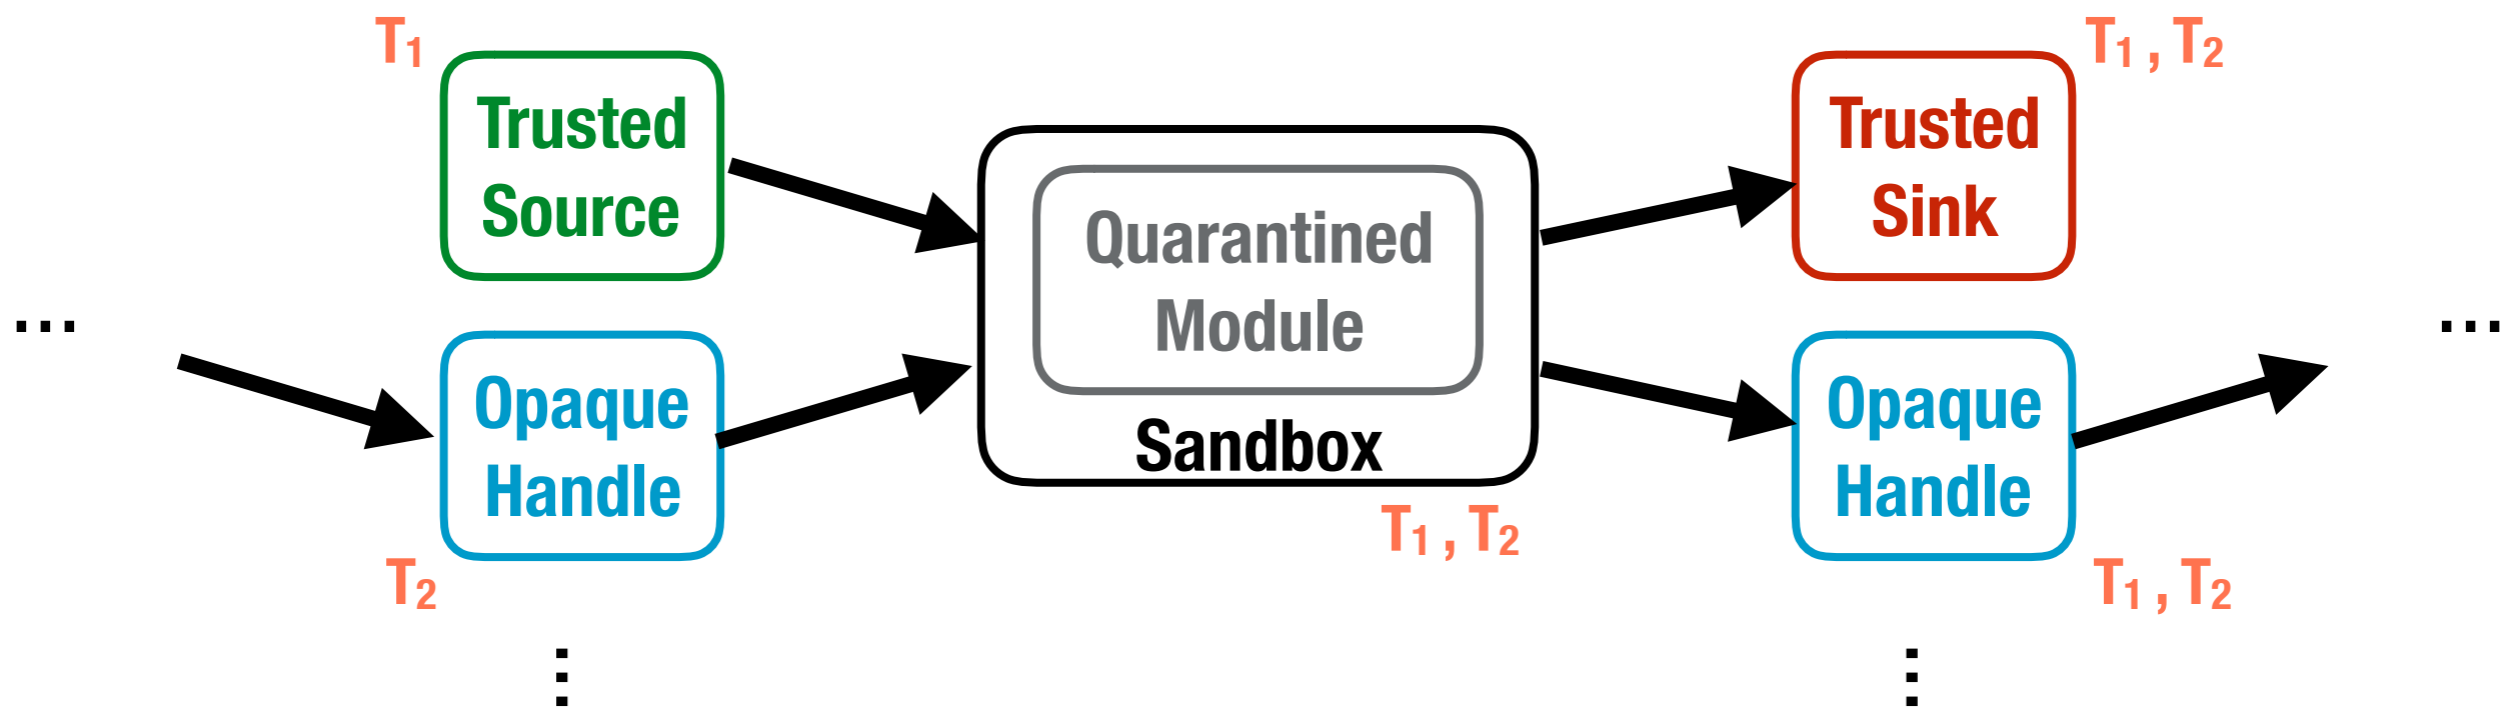 T₁
Trusted
Source
...
Opaque
Handle
T₂
⋮
Quarantined
Module
Sandbox
T₁ , T₂
T₁ , T₂
Trusted
Sink
Opaque
Handle
T₁ , T₂
...
⋮